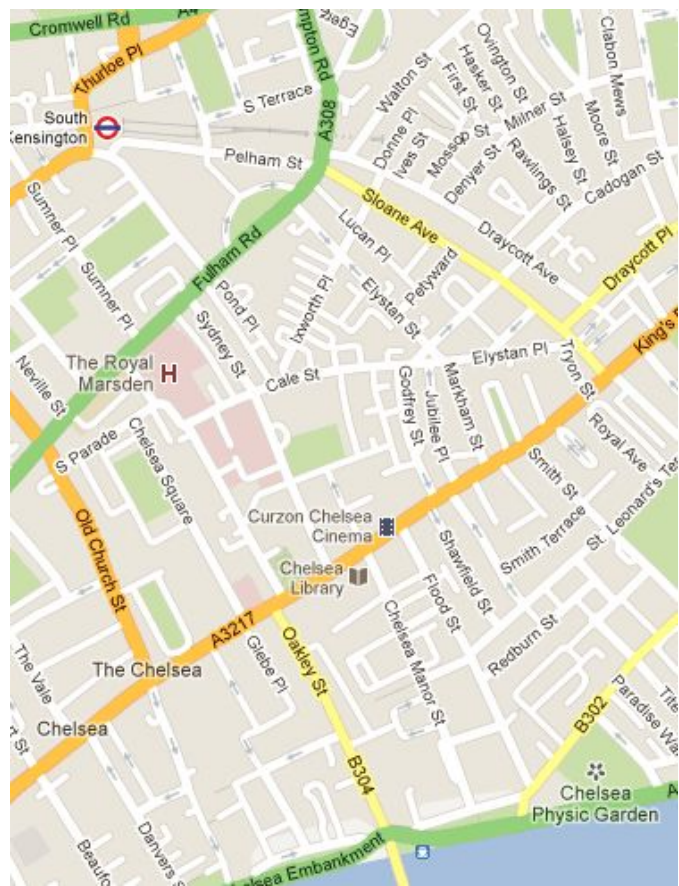 Cromwell Rd
A4
Thurloe Pl
mpton Rd
Egert
South
Kensington
S Terrace
A308
Pelham St
Walton St
Donne Pl
Ives St
First St
Hasker St
Ovington St
Mossop St
Denyer St
Milner St
Rawlings St
Halsey St
Moore St
Clabon Mews
Cadogan St
Sumner Pl
Sumner Pl
Fulham Rd
Sloane Ave
Lucan Pl
Petyward
Draycott Ave
Draycott Pl
Pond Pl
Ixworth Pl
Elystan St
Sydney St
King's
Elystan Pl
Tryon St
The Royal
Marsden
H
Neville St
Cale St
Godfrey St
Jubilee Pl
Markham St
S Parade
Chelsea Square
Royal Ave
Smith St
St. Leonard's Ter
Curzon Chelsea
Cinema
Old Church St
Smith Terrace
Shawfield St
Chelsea
Library
Flood St
Chelsea Manor St
Redburn St
A3217
Glebe Pl
Oakley St
The Vale
The Chelsea
Chelsea
rt St
B302
Paradise Wa
Tite
B304
Chelsea
Physic Garden
A
Beaufo
Danvers S
elsea Embankment